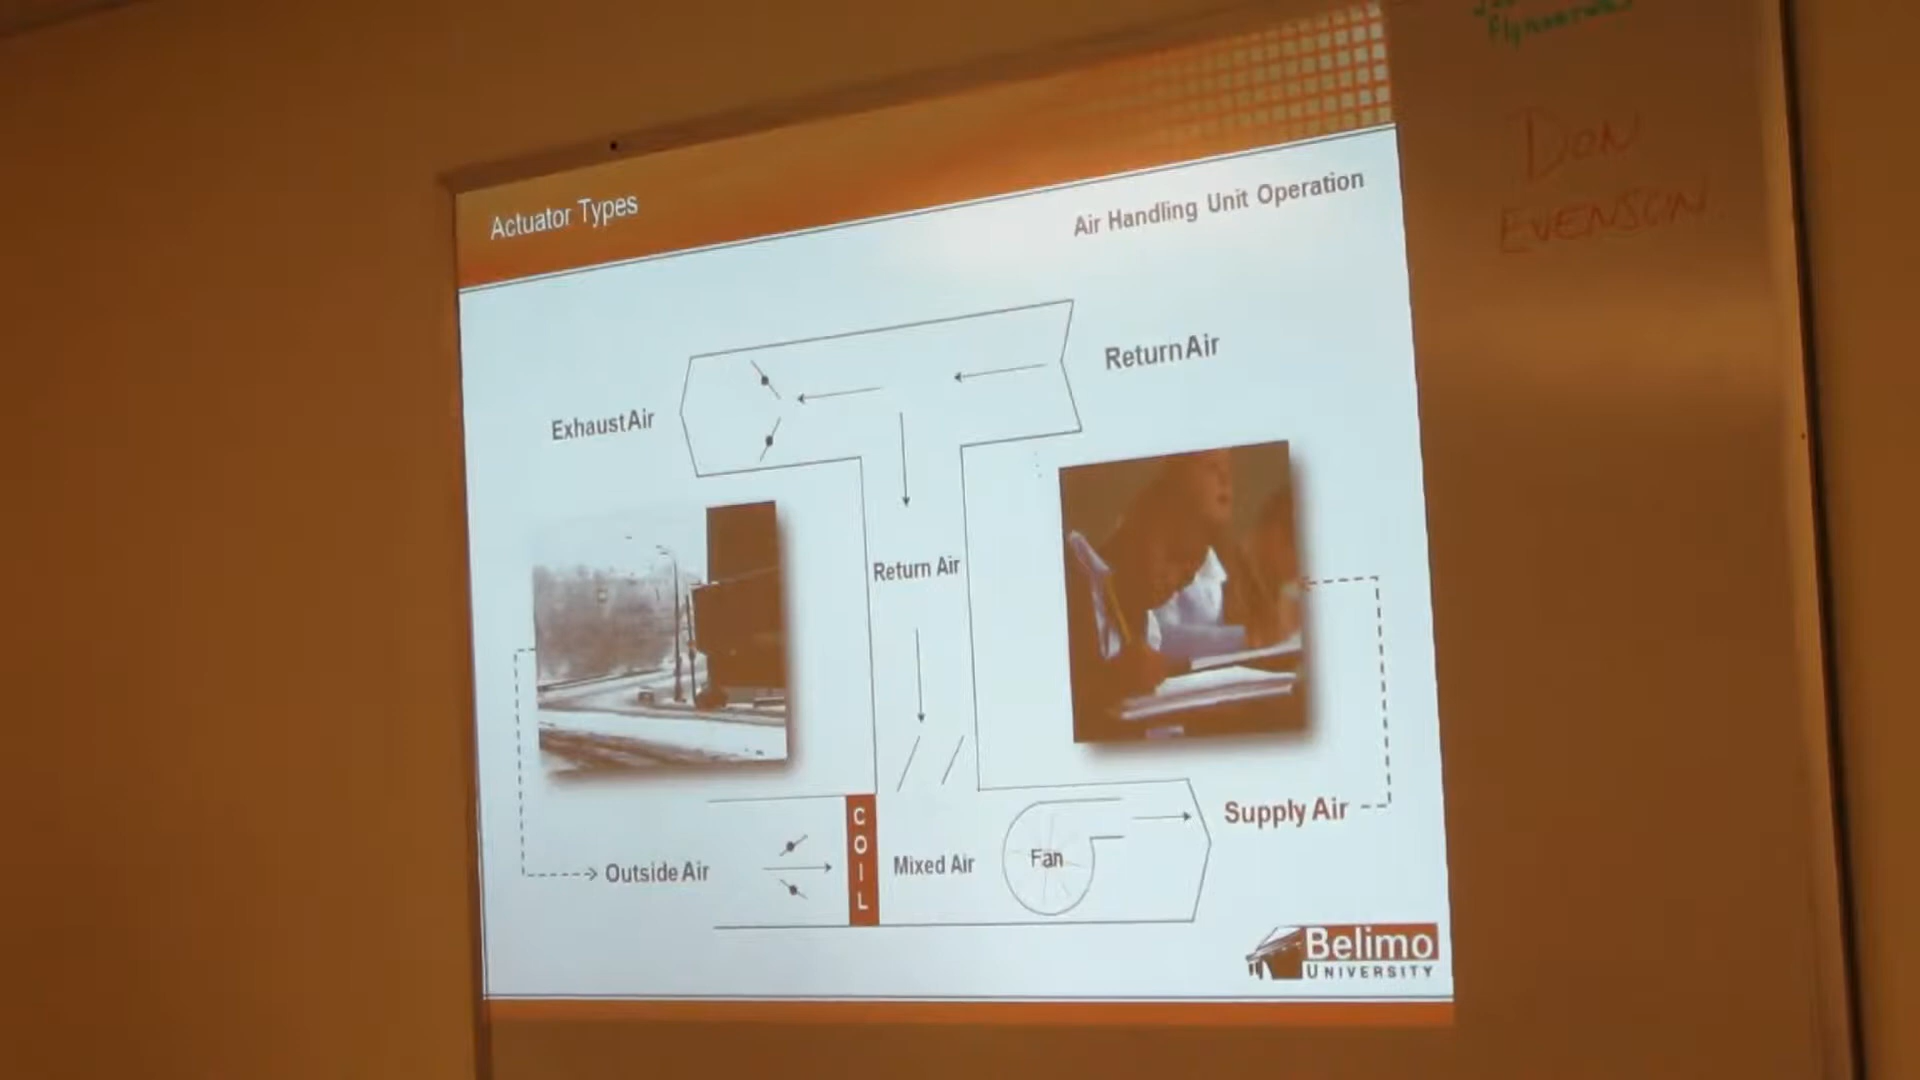 DON
EVENSON
Actuator Types
Air Handling Unit Operation
Return Air
Exhaust Air
Return Air
Supply Air
Outside Air
COIL
Mixed Air
Fan
Belimo
UNIVERSITY